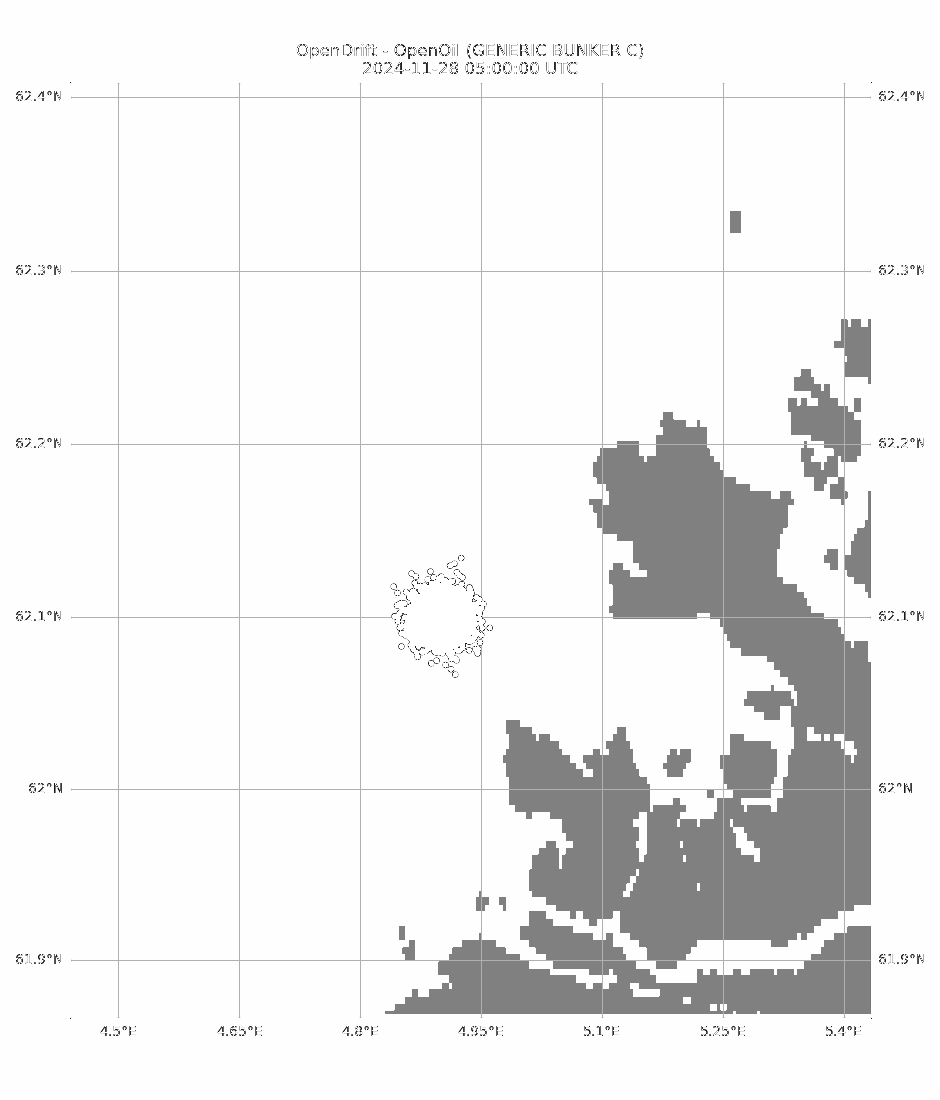 OpenDrift - OpenOil (GENERIC BUNKER C)
2024-11-28 05:00:00 UTC
62.4°N 62.4°N
62.3°N 62.3°N
62.2°N 62.2°N
62.1°N 62.1°N
62°N 62°N
61.9°N 61.9°N
4.5°E 4.65°E 4.8°E 4.95°E 5.1°E 5.25°E 5.4°E